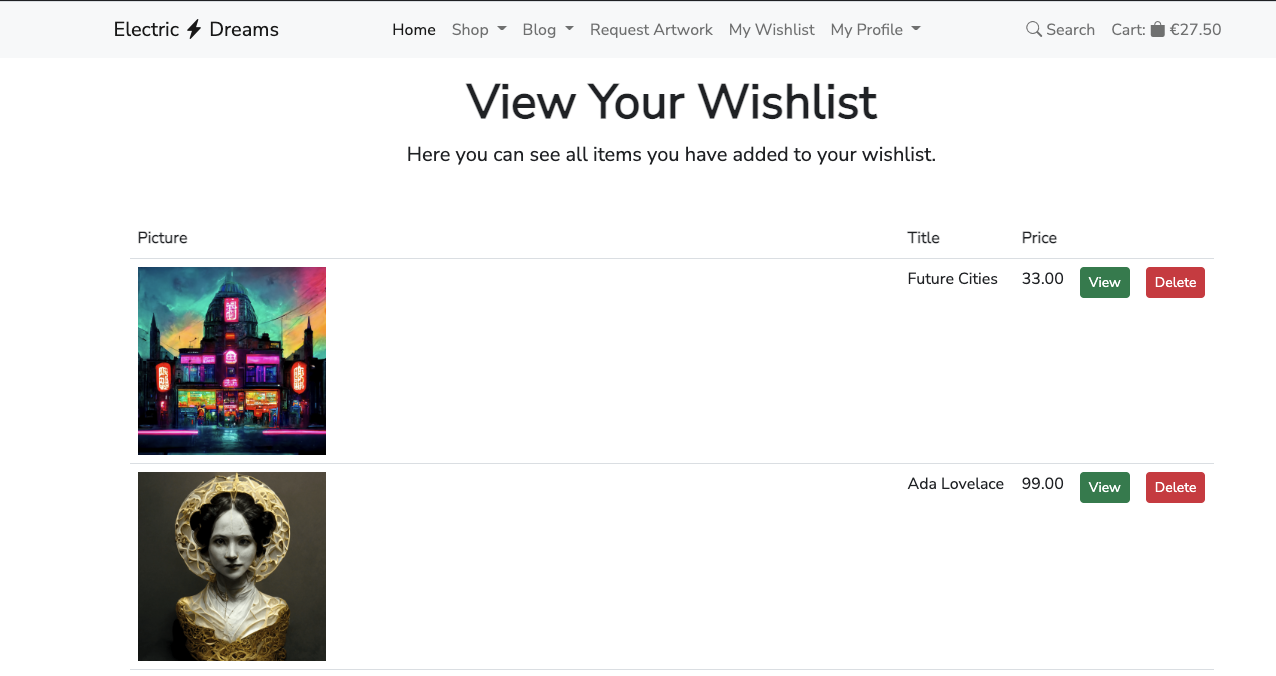 Electric Dreams Home Shop Blog Request Artwork My Wishlist My Profile Search Cart: €27.50
View Your Wishlist
Here you can see all items you have added to your wishlist.
Picture Title Price
Future Cities 33.00 View Delete
Ada Lovelace 99.00 View Delete